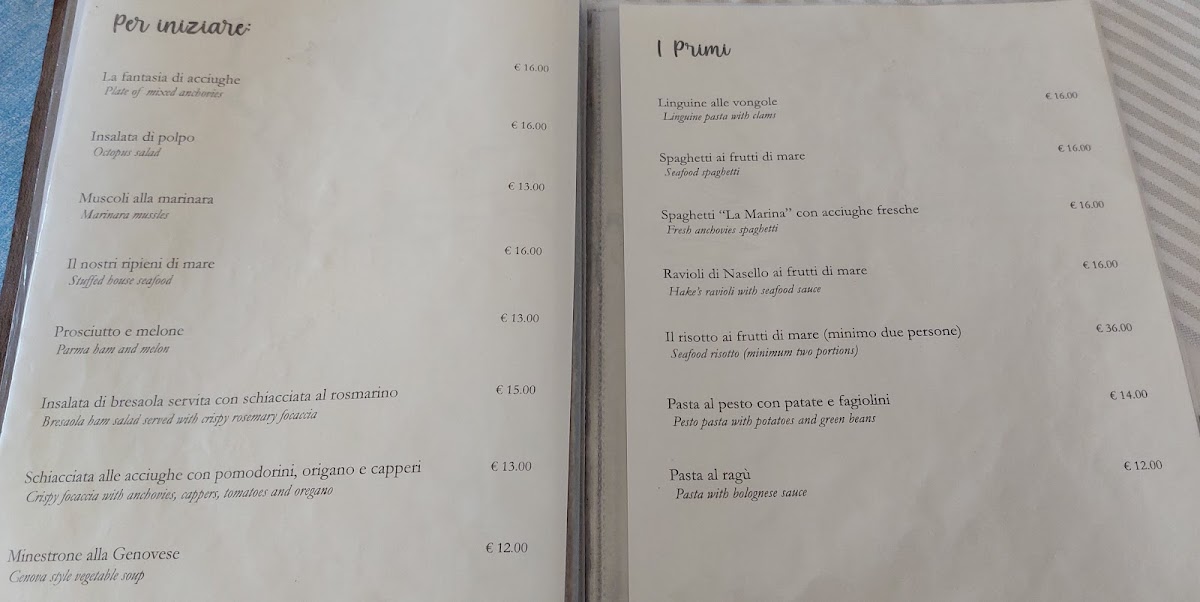 Per iniziare:
La fantasia di acciughe € 16.00
Plate of mixed anchories
Insalata di polpo € 16.00
Octopus salad
Muscoli alla marinara € 13.00
Marinara mussles
Il nostri ripieni di mare € 16.00
Stuffed house seafood
Prosciutto e melone € 13.00
Parma ham and melon
Insalata di bresaola servita con schiacciata al rosmarino € 15.00
Bresaola ham salad served with crispy rosemary focaccia
Schiacciata alle acciughe con pomodorini, origano e capperi € 13.00
Crispy focaccia with anchories, cappers, tomatoes and oregano
Minestrone alla Genovese € 12.00
Genova style vegetable soup
I Primi
Linguine alle vongole € 16.00
Linguine pasta with clams
Spaghetti ai frutti di mare € 16.00
Seafood spaghetti
Spaghetti “La Marina” con acciughe fresche € 16.00
Fresh anchovies spaghetti
Ravioli di Nasello ai frutti di mare € 16.00
Hake's ravioli with seafood sauce
Il risotto ai frutti di mare (minimo due persone) € 36.00
Seafood risotto (minimum two portions)
Pasta al pesto con patate e fagiolini € 14.00
Pesto pasta with potatoes and green beans
Pasta al ragù € 12.00
Pasta with bolognese sauce